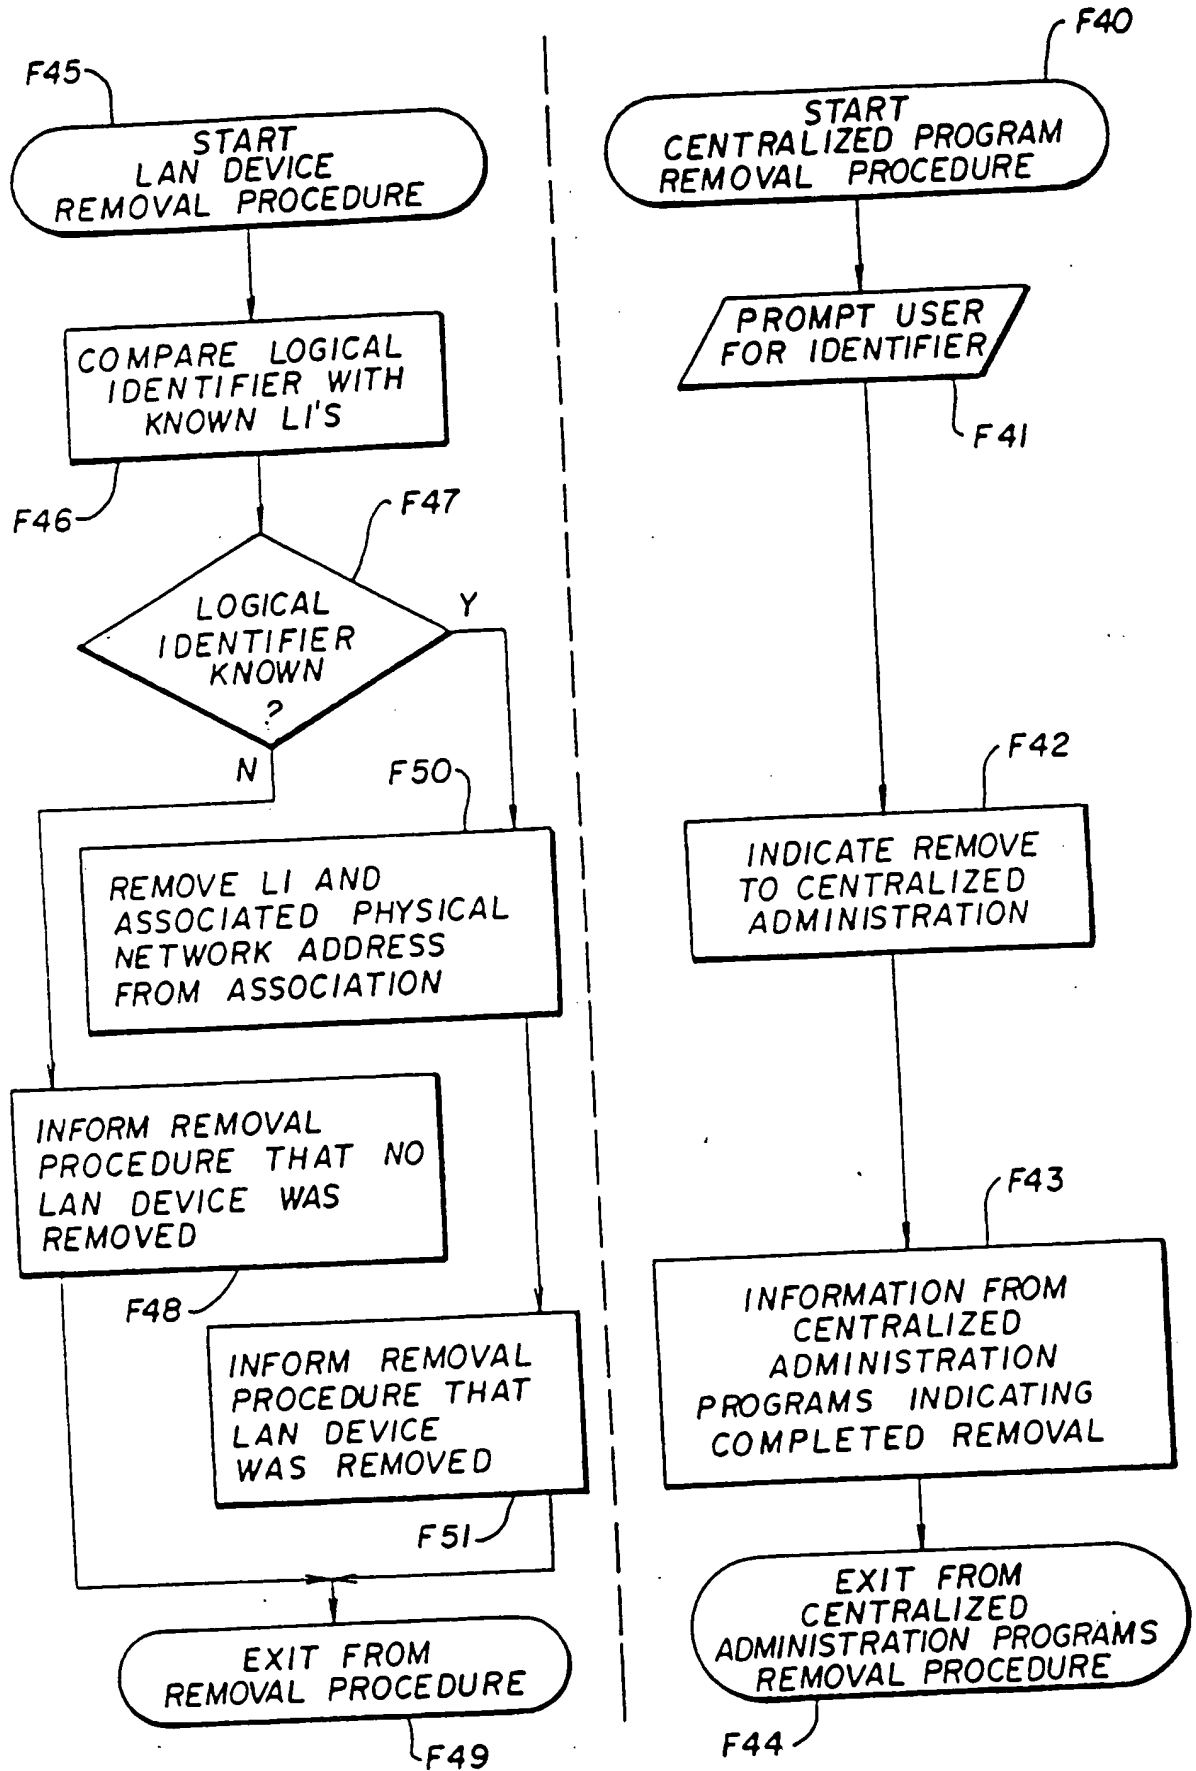 F45
START
LAN DEVICE
REMOVAL PROCEDURE
COMPARE LOGICAL
IDENTIFIER WITH
KNOWN LI'S
F46
F47
LOGICAL
IDENTIFIER
KNOWN
?
Y
N
F50
REMOVE LI AND
ASSOCIATED PHYSICAL
NETWORK ADDRESS
FROM ASSOCIATION
INFORM REMOVAL
PROCEDURE THAT NO
LAN DEVICE WAS
REMOVED
F48
INFORM REMOVAL
PROCEDURE THAT
LAN DEVICE
WAS REMOVED
F51
EXIT FROM
REMOVAL PROCEDURE
F49
F40
START
CENTRALIZED PROGRAM
REMOVAL PROCEDURE
PROMPT USER
FOR IDENTIFIER
F41
F42
INDICATE REMOVE
TO CENTRALIZED
ADMINISTRATION
F43
INFORMATION FROM
CENTRALIZED
ADMINISTRATION
PROGRAMS INDICATING
COMPLETED REMOVAL
EXIT FROM
CENTRALIZED
ADMINISTRATION PROGRAMS
REMOVAL PROCEDURE
F44